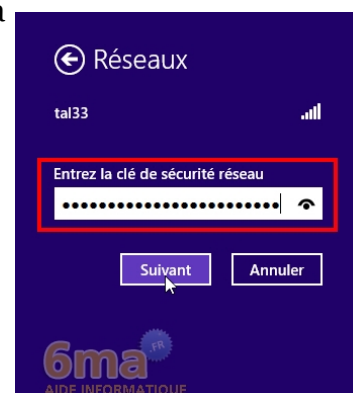 Réseaux
tal33
Entrez la clé de sécurité réseau
••••••••••••••••••••••••
Suivant Annuler
6ma .FR
AIDE INFORMATIQUE